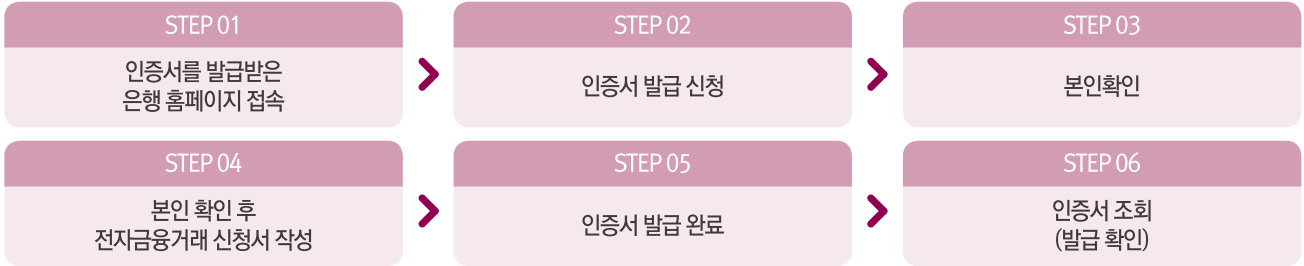 STEP 01
인증서를 발급받은
은행 홈페이지 접속
STEP 02
인증서 발급 신청
STEP 03
본인확인
STEP 04
본인 확인 후
전자금융거래 신청서 작성
STEP 05
인증서 발급 완료
STEP 06
인증서 조회
(발급 확인)